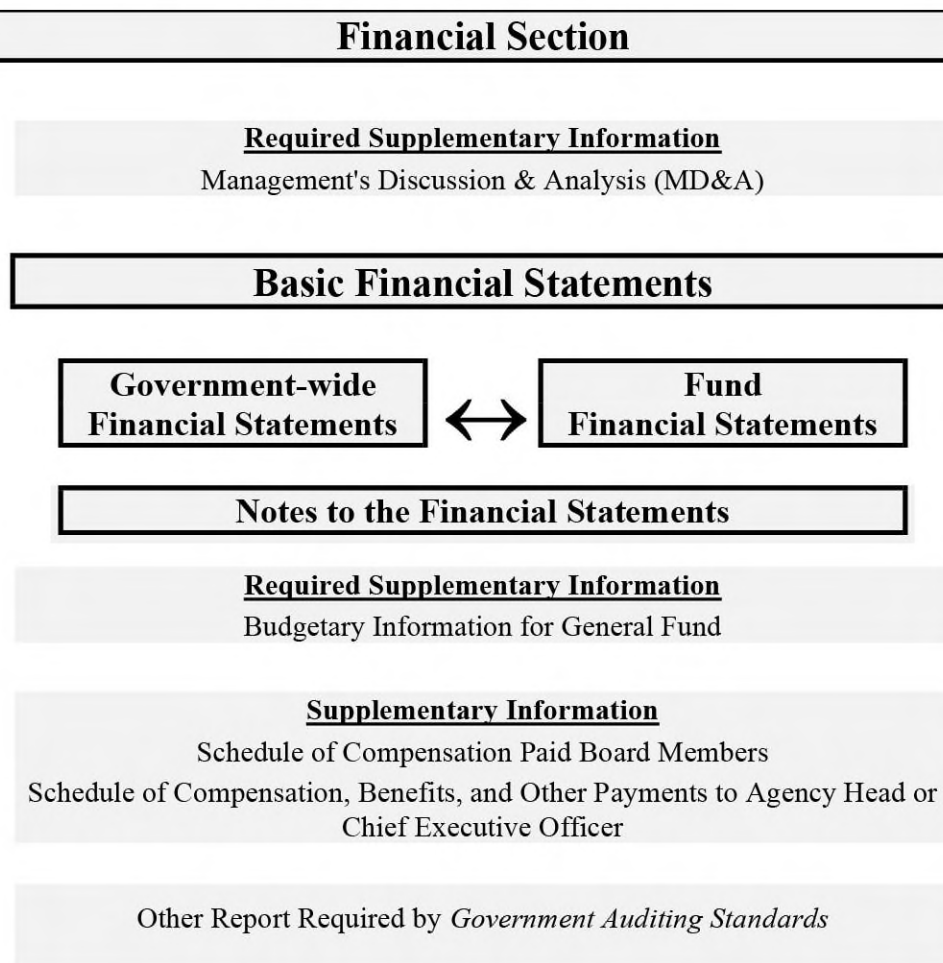 Financial Section
Required Supplementary Information
Management's Discussion & Analysis (MD&A)
Basic Financial Statements
Government-wide
Financial Statements
Fund
Financial Statements
Notes to the Financial Statements
Required Supplementary Information
Budgetary Information for General Fund
Supplementary Information
Schedule of Compensation Paid Board Members
Schedule of Compensation, Benefits, and Other Payments to Agency Head or
Chief Executive Officer
Other Report Required by Government Auditing Standards